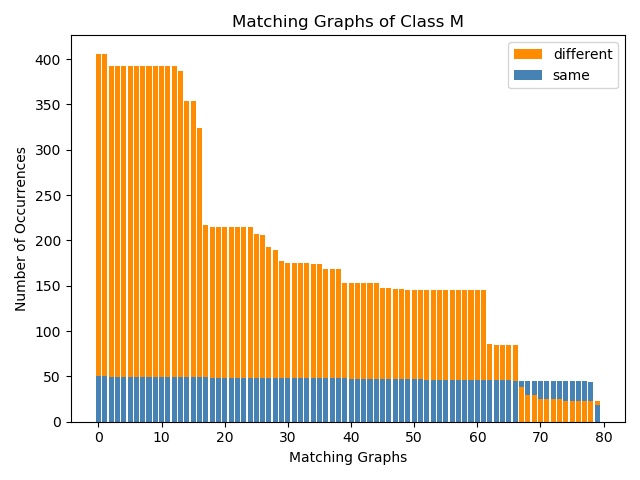 Matching Graphs of Class M
different
same
Number of Occurrences
400
350
300
250
200
150
100
50
0
0 10 20 30 40 50 60 70 80
Matching Graphs